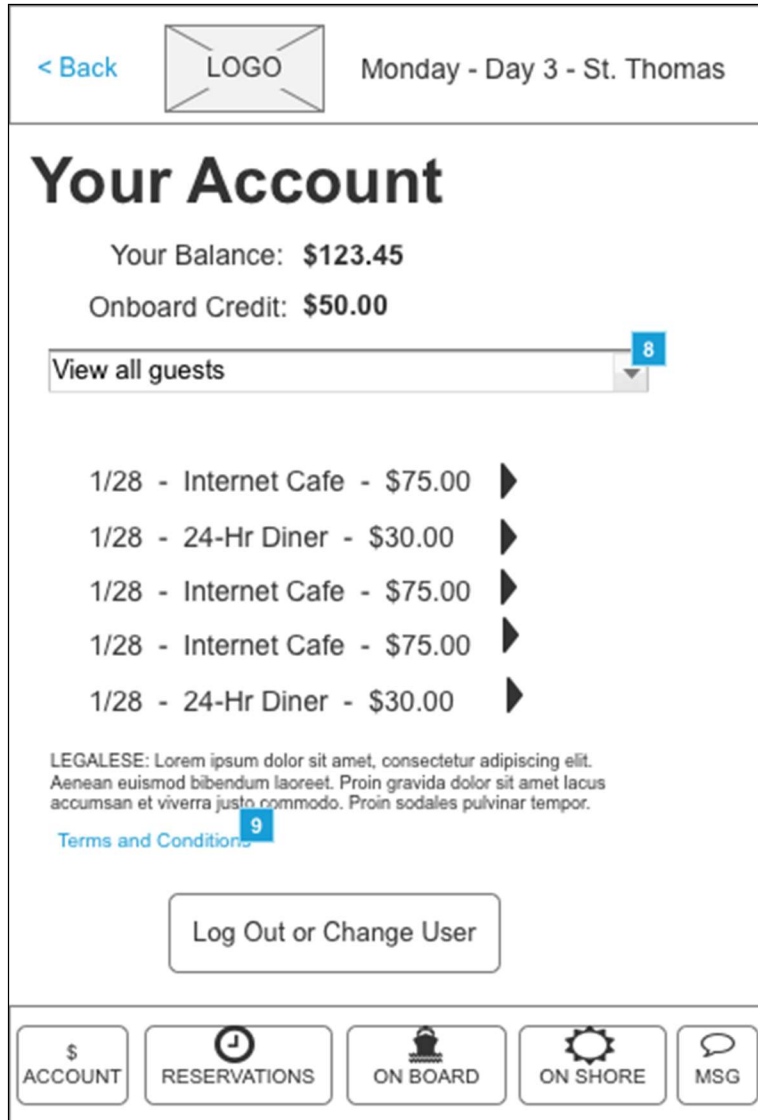 < Back
LOGO
Monday - Day 3 - St. Thomas
Your Account
Your Balance: $123.45
Onboard Credit: $50.00
8
View all guests
1/28 - Internet Cafe - $75.00
1/28 - 24-Hr Diner - $30.00
1/28 - Internet Cafe - $75.00
1/28 - Internet Cafe - $75.00
1/28 - 24-Hr Diner - $30.00
LEGALESE: Lorem ipsum dolor sit amet, consectetur adipiscing elit.
Aenean euismod bibendum laoreet. Proin gravida dolor sit amet lacus
accumsan et viverra justo commodo. Proin sodales pulvinar tempor.
9
Terms and Conditions
Log Out or Change User
$
ACCOUNT
RESERVATIONS
ON BOARD
ON SHORE
MSG